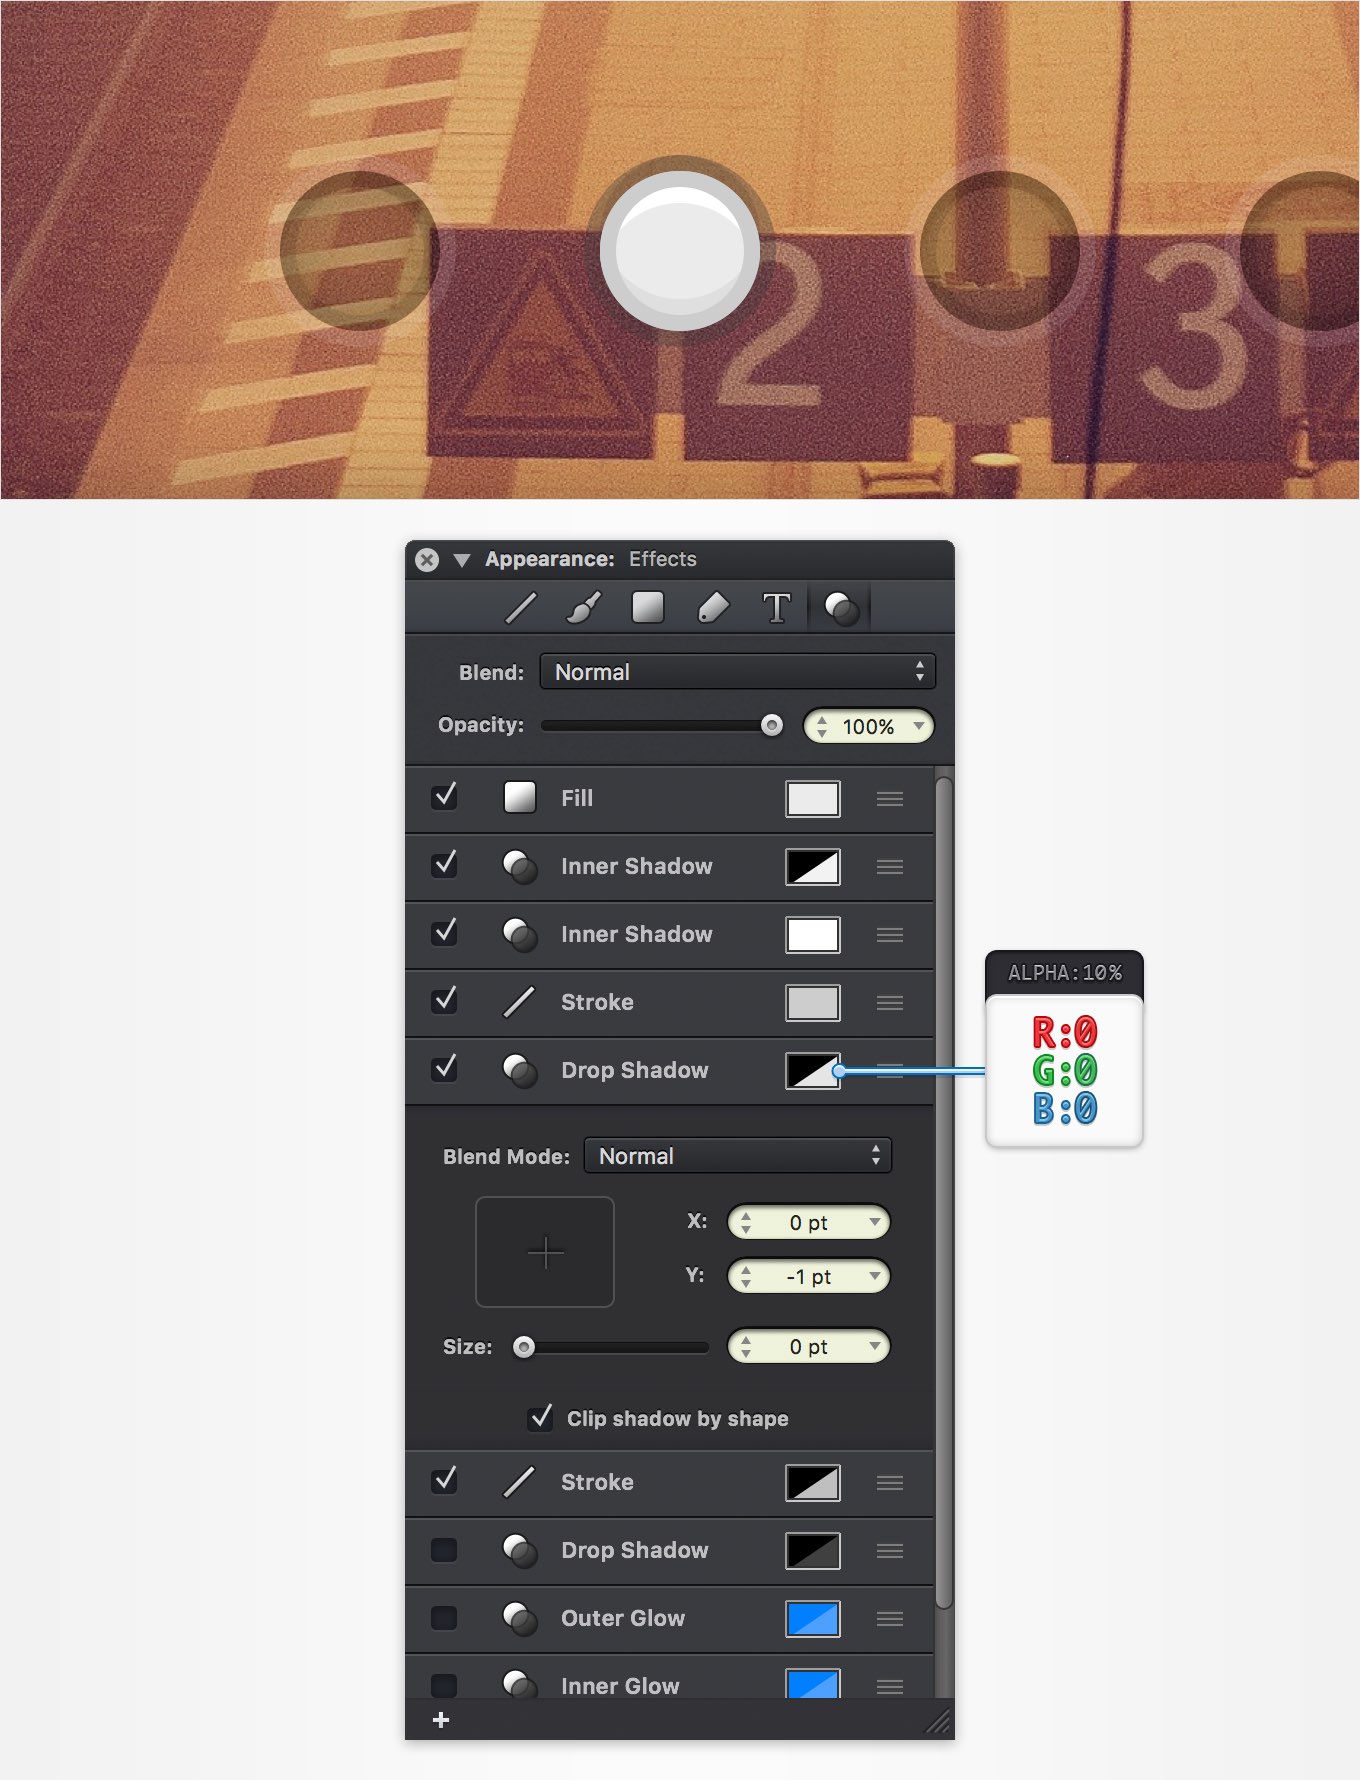 2
3
Appearance: Effects
T
Blend: Normal
Opacity: 100%
Fill
Inner Shadow
Inner Shadow
Stroke
Drop Shadow
ALPHA:10%
R:0
G:0
B:0
Blend Mode: Normal
X: 0 pt
Y: -1 pt
Size: 0 pt
Clip shadow by shape
Stroke
Drop Shadow
Outer Glow
Inner Glow